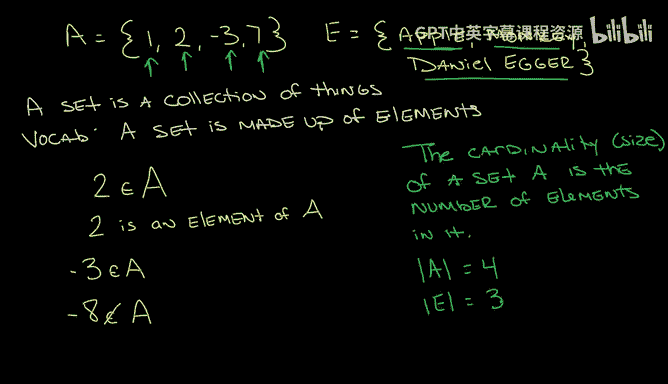 A = {1, 2, -3, 7}
E = {APPLE,
DANIEL EGGER}
GPT中英字幕课程资源
bilibili
A SET IS A COLLECTION OF THINGS
VOCAB: A SET IS MADE UP OF ELEMENTS
2 ∈ A
2 is an ELEMENT of A
-3 ∈ A
-8 ∉ A
The CARDINALITY (size)
OF A SET A IS the
NUMBER OF ELEMENTS
IN IT.
|A| = 4
|E| = 3